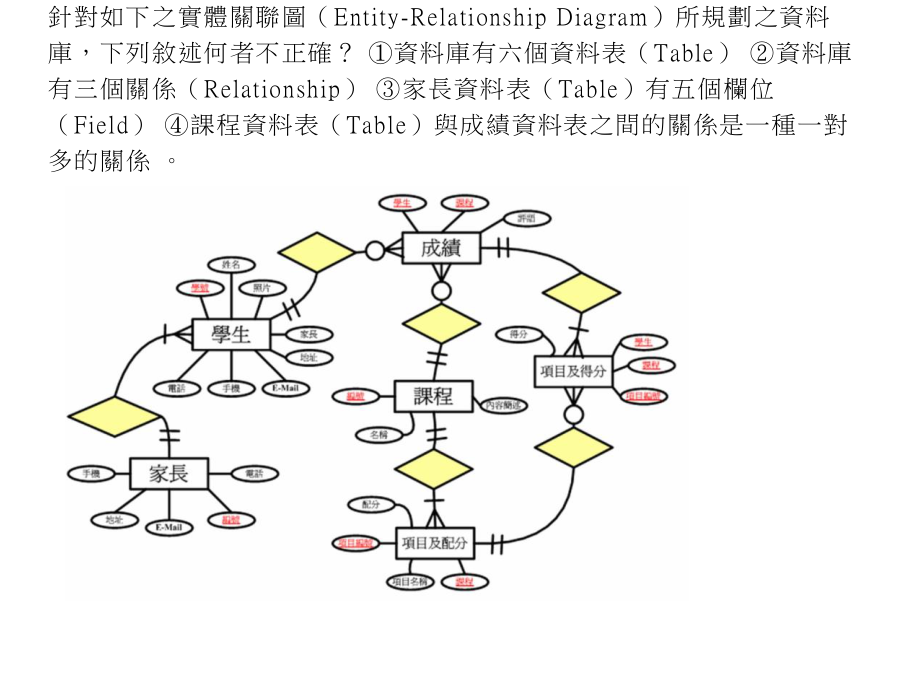 針對如下之實體關聯圖（Entity-Relationship Diagram）所規劃之資料
庫，下列敘述何者不正確？ ①資料庫有六個資料表（Table） ②資料庫
有三個關係（Relationship） ③家長資料表（Table）有五個欄位
（Field） ④課程資料表（Table）與成績資料表之間的關係是一種一對
多的關係 。
學生
課程
評語
成績
姓名
學號
照片
學生
家長
地址
電話
手機
E-Mail
得分
學生
課程
項目編號
項目及得分
編號
課程
內容簡述
名稱
手機
家長
電話
地址
E-Mail
編號
配分
項目編號
項目及配分
項目名稱
課程